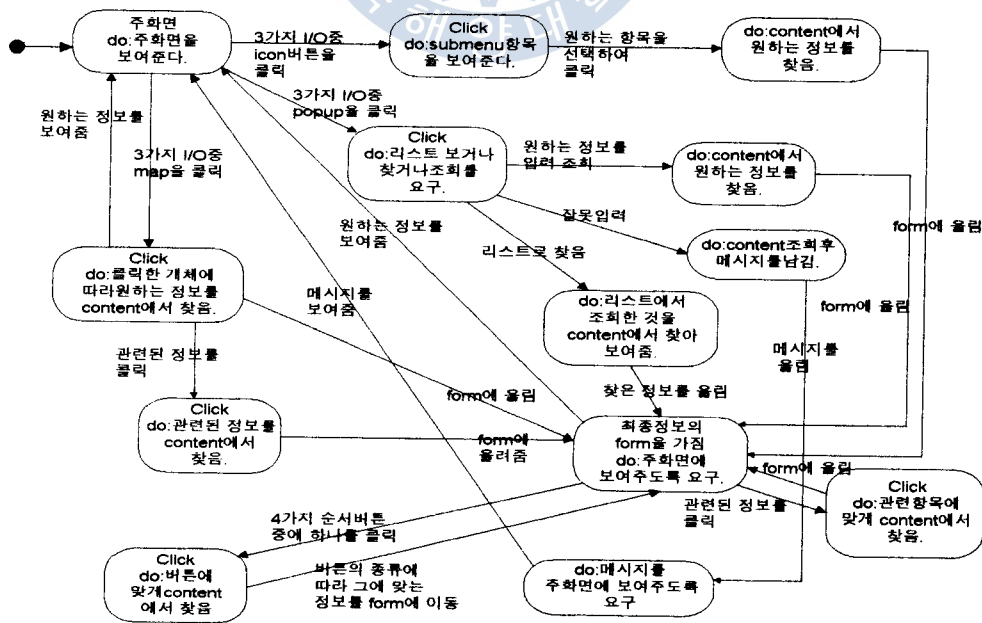 해 양 대
주화면
do:주화면을
보여준다.
3가지 I/O중
icon버튼을
클릭
Click
do:submenu항목
을 보여준다.
원하는 항목을
선택하여
클릭
do:content에서
원하는 정보를
찾음.
원하는 정보를
보여줌
3가지 I/O중
map을 클릭
3가지 I/O중
popup을 클릭
Click
do:리스트 보거나
찾거나조회를
요구.
원하는 정보를
입력 조회
do:content에서
원하는 정보를
찾음.
잘못입력
do:content조회후
메시지를남김.
form에 올림
form에 올림
원하는 정보를
보여줌
리스트로 찾음
Click
do:클릭한 개체에
따라원하는 정보를
content에서 찾음.
메시지를
보여줌
do:리스트에서
조회한 것을
content에서 찾아
보여줌.
메시지를
올림
관련된 정보를
클릭
form에 올림
찾은 정보를 올림
Click
do:관련된 정보를
content에서
찾음.
form에
올려줌
최종정보의
form을 가짐
do:주화면에
보여주도록 요구.
form에 올림
관련된 정보를
클릭
Click
do:관련항목에
맞게 content에서
찾음.
4가지 순서버튼
중에 하나를 클릭
Click
do:버튼에
맞게content
에서 찾음
버튼의 종류에
따라 그에 맞는
정보를 form에 이동
do:메시지를
주화면에 보여주도록
요구